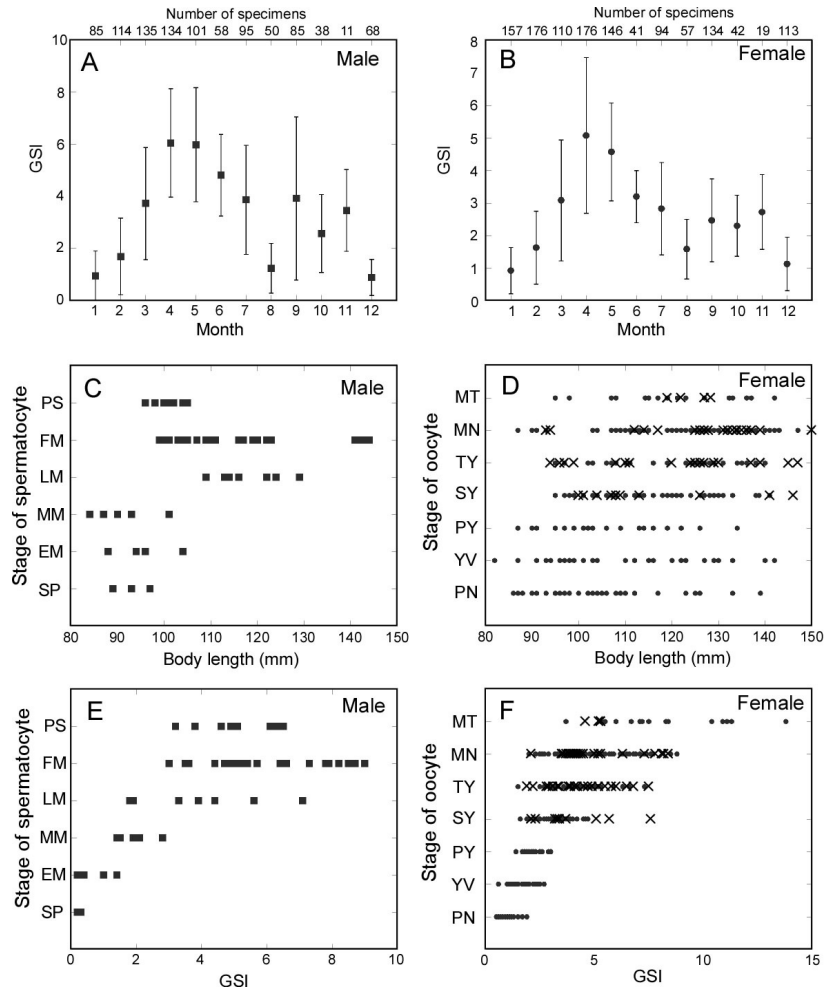 Number of specimens
85 114 135 134 101 58 95 50 85 38 11 68
A Male
10
8
6
4
2
0
GSI
1 2 3 4 5 6 7 8 9 10 11 12
Month
Number of specimens
157 176 110 176 146 41 94 57 134 42 19 113
B Female
8
7
6
5
4
3
2
1
0
GSI
1 2 3 4 5 6 7 8 9 10 11 12
Month
C Male
Stage of spermatocyte
PS
FM
LM
MM
EM
SP
80 90 100 110 120 130 140 150
Body length (mm)
D Female
Stage of oocyte
MT
MN
TY
SY
PY
YV
PN
80 90 100 110 120 130 140 150
Body length (mm)
E Male
Stage of spermatocyte
PS
FM
LM
MM
EM
SP
0 2 4 6 8 10
GSI
F Female
Stage of oocyte
MT
MN
TY
SY
PY
YV
PN
0 5 10 15
GSI